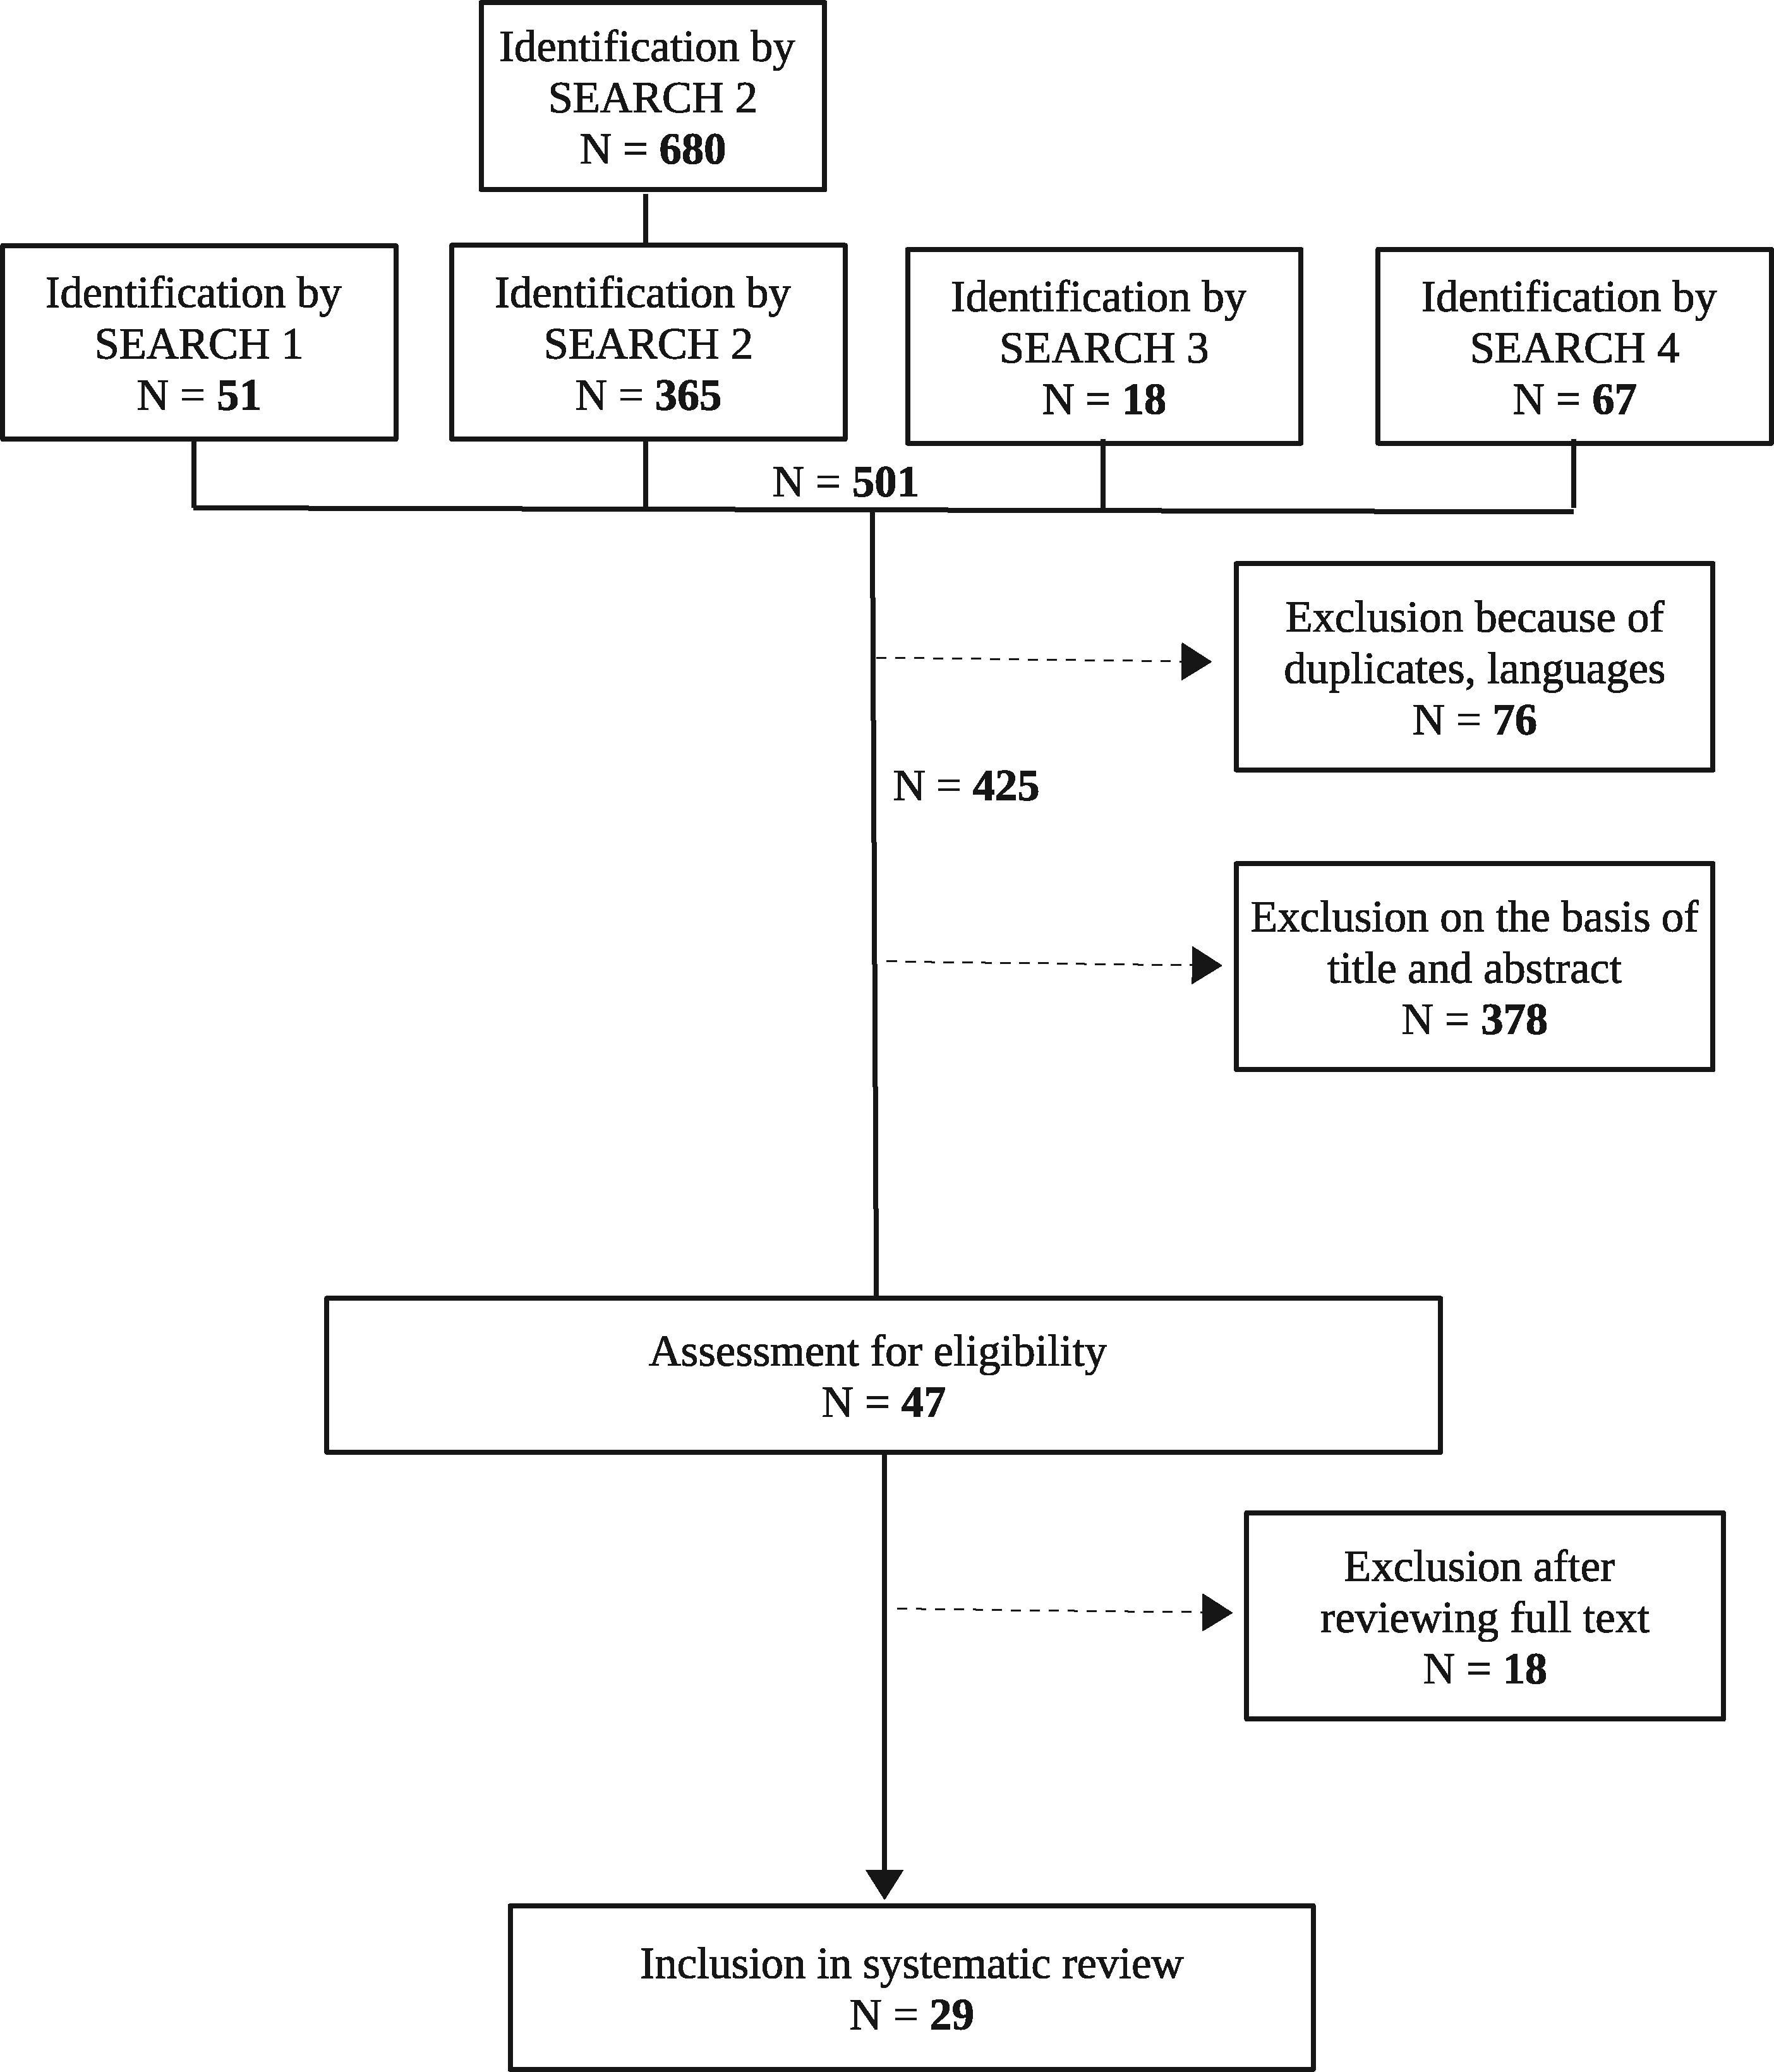 Identification by
SEARCH 2
N = 680
Identification by
SEARCH 1
N = 51
Identification by
SEARCH 2
N = 365
Identification by
SEARCH 3
N = 18
Identification by
SEARCH 4
N = 67
N = 501
Exclusion because of
duplicates, languages
N = 76
N = 425
Exclusion on the basis of
title and abstract
N = 378
Assessment for eligibility
N = 47
Exclusion after
reviewing full text
N = 18
Inclusion in systematic review
N = 29